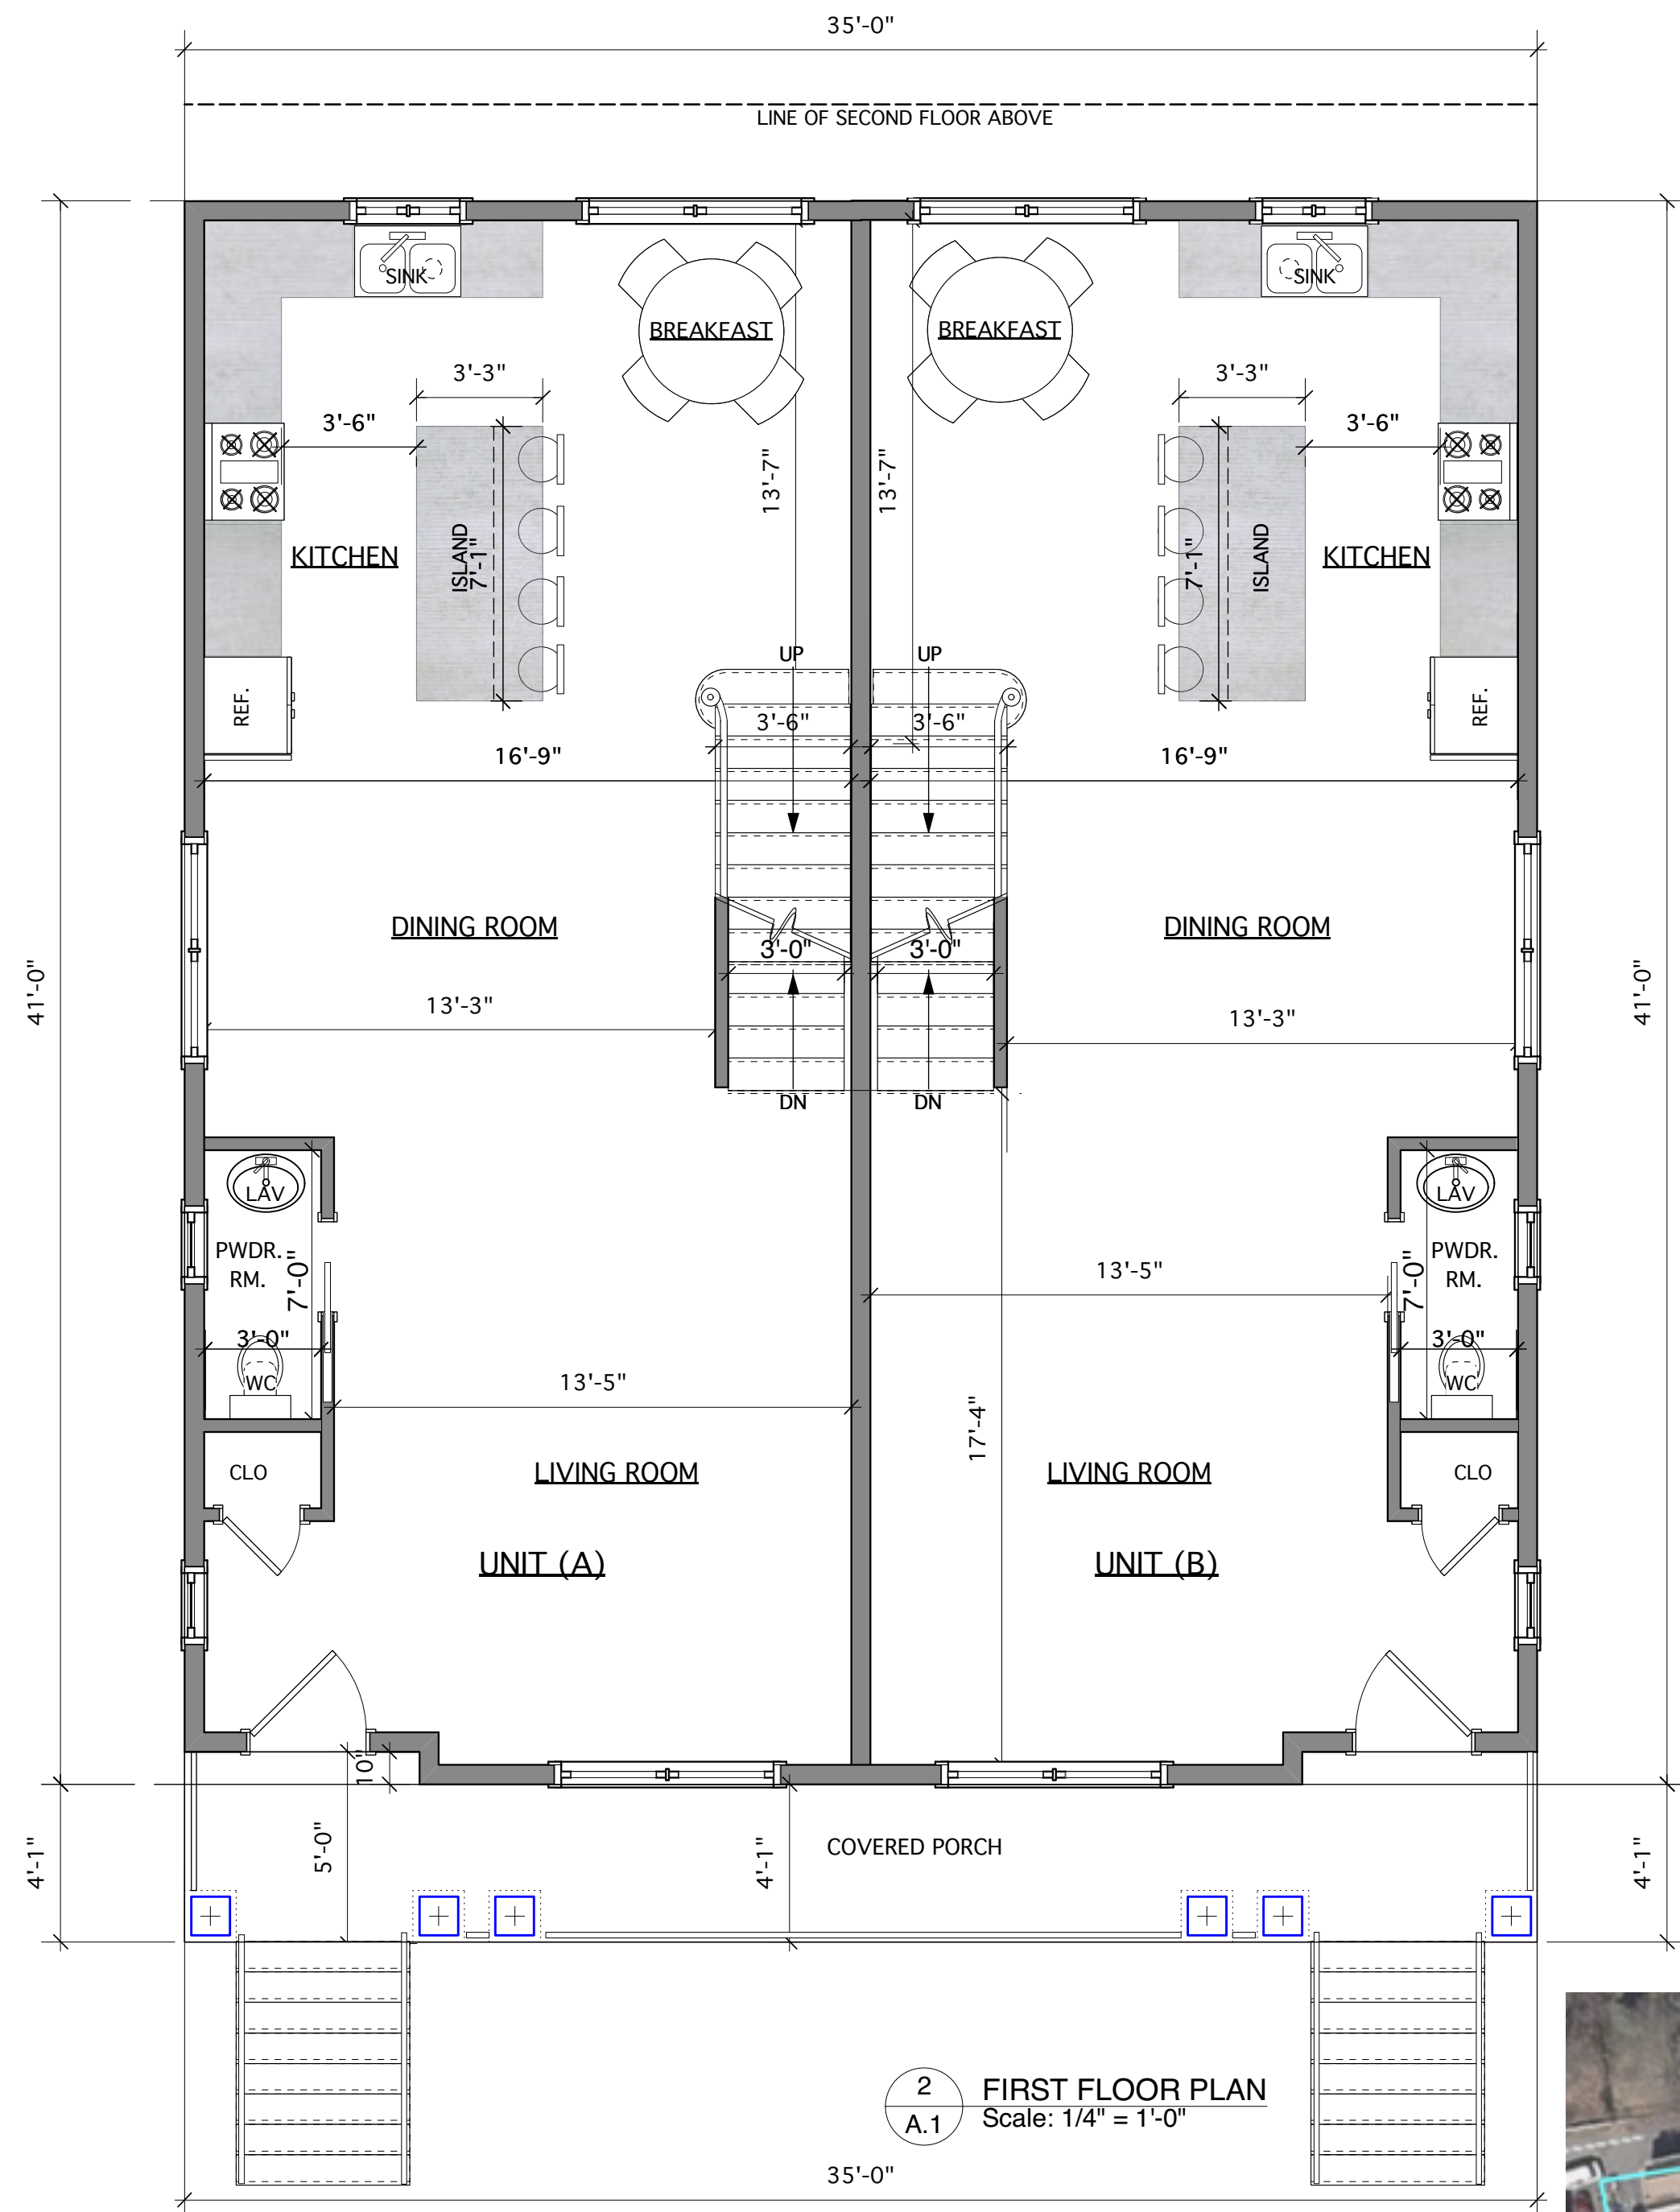 35'-0"
LINE OF SECOND FLOOR ABOVE
SINK
SINK
BREAKFAST
BREAKFAST
3'-3"
3'-3"
3'-6"
3'-6"
13'-7"
13'-7"
KITCHEN
ISLAND
7'-1"
7'-1"
ISLAND
KITCHEN
UP
UP
REF.
REF.
3'-6"
3'-6"
16'-9"
16'-9"
DINING ROOM
DINING ROOM
3'-0"
3'-0"
41'-0"
41'-0"
13'-3"
13'-3"
DN
DN
LAV
LAV
PWDR.
RM.
PWDR.
RM.
7'-0"
7'-0"
13'-5"
3'-0"
3'-0"
WC
WC
13'-5"
17'-4"
CLO
CLO
LIVING ROOM
LIVING ROOM
UNIT (A)
UNIT (B)
10"
5'-0"
4'-1"
4'-1"
4'-1"
COVERED PORCH
2
A.1
FIRST FLOOR PLAN
Scale: 1/4" = 1'-0"
35'-0"